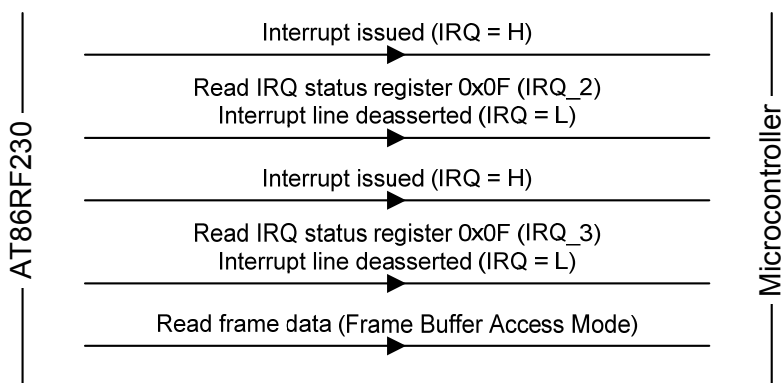 AT86RF230
Interrupt issued (IRQ = H)
Read IRQ status register 0x0F (IRQ_2)
Interrupt line deasserted (IRQ = L)
Interrupt issued (IRQ = H)
Read IRQ status register 0x0F (IRQ_3)
Interrupt line deasserted (IRQ = L)
Read frame data (Frame Buffer Access Mode)
Microcontroller